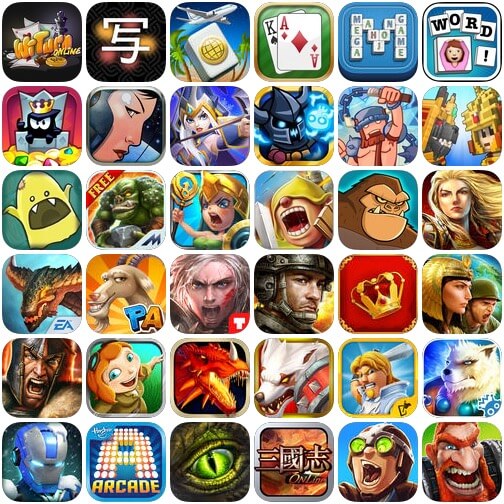 ONLINE
写
K A
MEGA
MAHJONG
GAME
WORD!
FREE
EA
PA
T
Hasbro
A
ARCADE
三國志
ONLINE